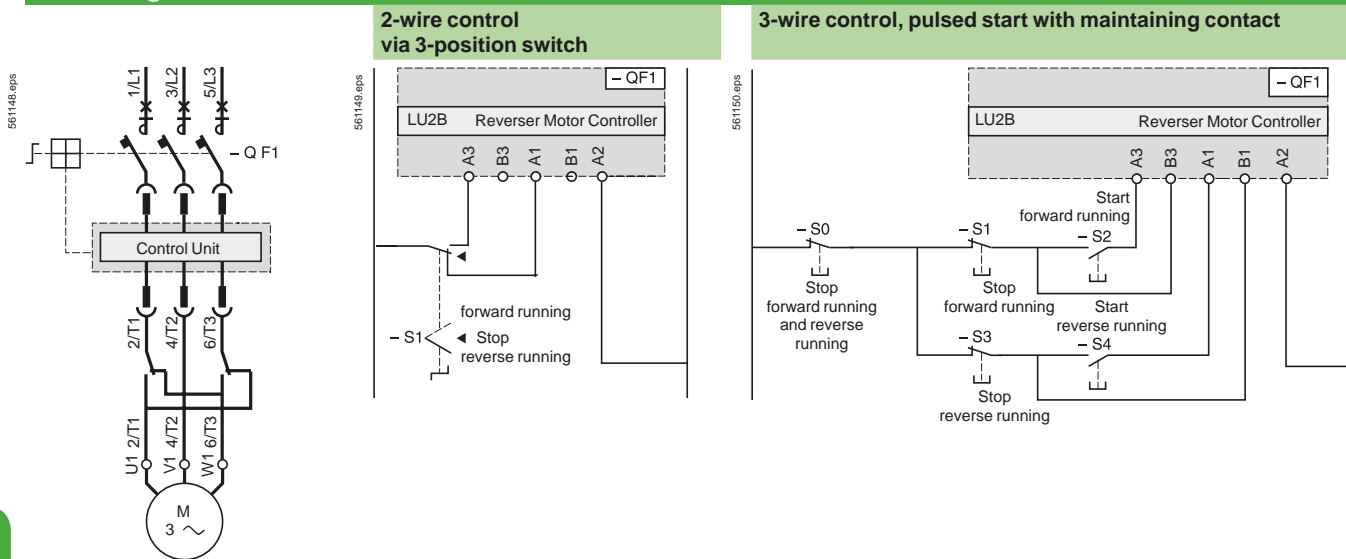 2-wire control
via 3-position switch
3-wire control, pulsed start with maintaining contact
561148.eps
1/L1
3/L2
5/L3
– Q F1
Control Unit
2/T1
4/T2
6/T3
U1 2/T1
V1 4/T2
W1 6/T3
M
3
561149.eps
– QF1
LU2B Reverser Motor Controller
A3
B3
A1
B1
A2
forward running
– S1 Stop
reverse running
561150.eps
– QF1
LU2B Reverser Motor Controller
A3
B3
A1
B1
A2
Start
forward running
– S0
– S1
– S2
Stop
forward running
and reverse
running
Stop
forward running
Start
reverse running
– S3
– S4
Stop
reverse running